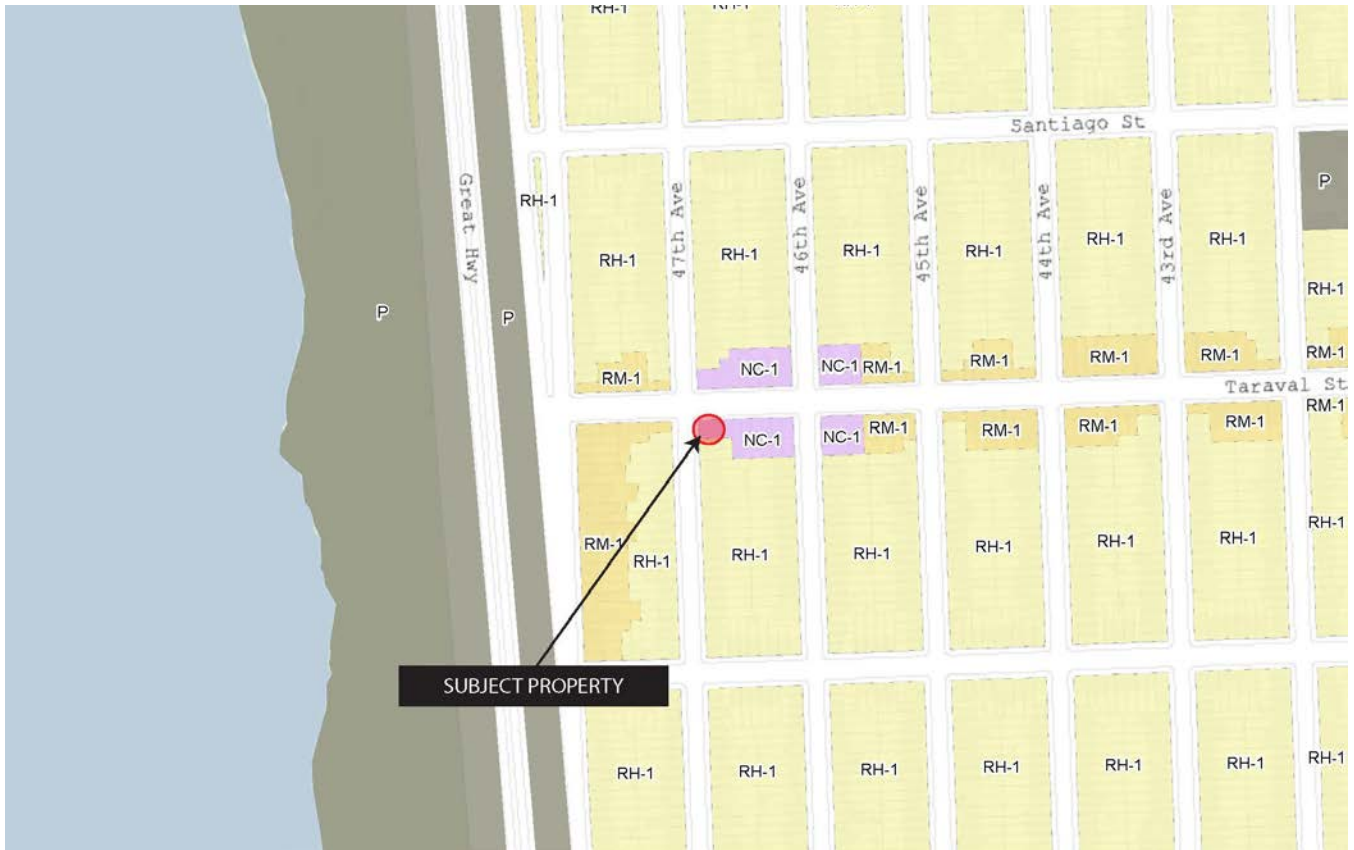 RH-1
Santiago St
P
RH-1
Great Hwy
47th Ave
46th Ave
45th Ave
44th Ave
43rd Ave
RH-1
RH-1
RH-1
RH-1
RH-1
RH-1
RH-1
P
P
RM-1
NC-1
NC-1
RM-1
RM-1
RM-1
RM-1
RM-1
Taraval St
RM-1
NC-1
NC-1
RM-1
RM-1
RM-1
RM-1
RM-1
RH-1
RH-1
RH-1
RH-1
RH-1
RH-1
RH-1
SUBJECT PROPERTY
RH-1
RH-1
RH-1
RH-1
RH-1
RH-1
RH-1